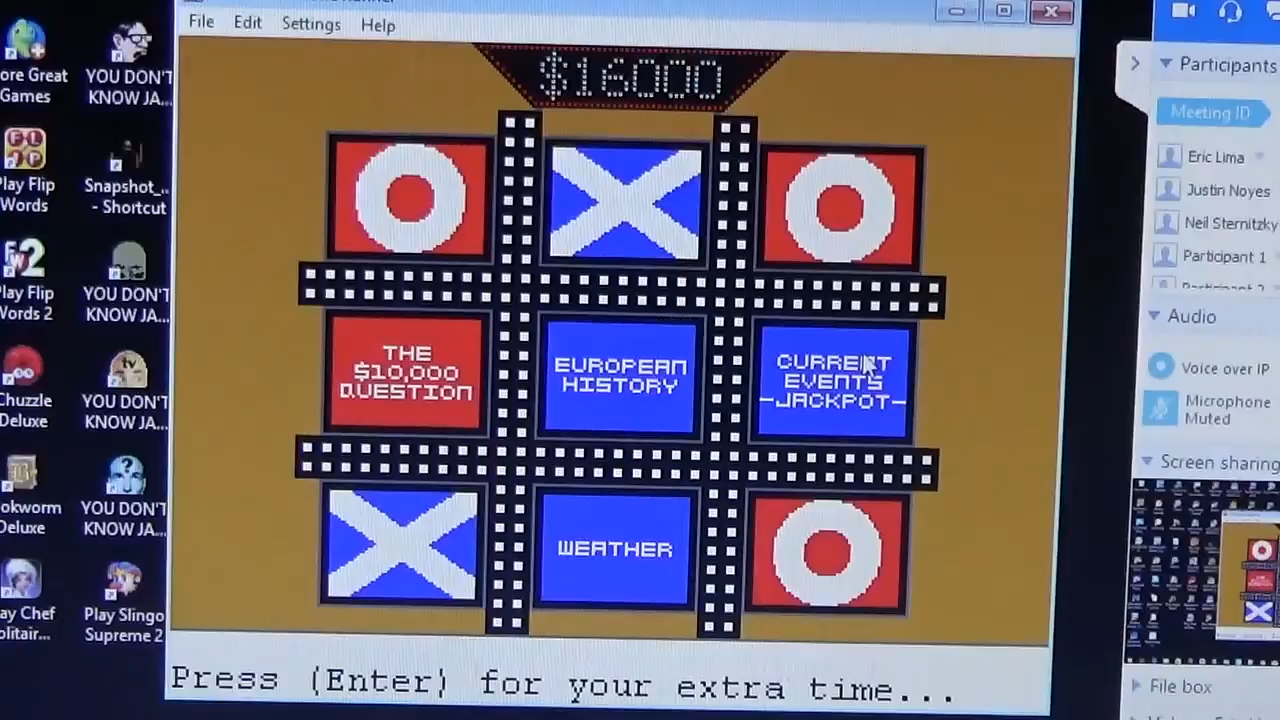 File Edit Settings Help
$16000
THE
$10,000
QUESTION
EUROPEAN
HISTORY
CURRENT
EVENTS
-JACKPOT-
WEATHER
Press (Enter) for your extra time...
ore Great
Games
YOU DON'T
KNOW JA...
Play Flip
Words
Snapshot_...
- Shortcut
Play Flip
Words 2
YOU DON'T
KNOW JA...
Chuzzle
Deluxe
YOU DON'T
KNOW JA...
okworm
Deluxe
YOU DON'T
KNOW JA...
ay Chef
olitair...
Play Slingo
Supreme 2
Participants
Meeting ID
Eric Lima
Justin Noyes
Neil Sternitzky
Participant 1
Audio
Voice over IP
Microphone
Muted
Screen sharing
File box